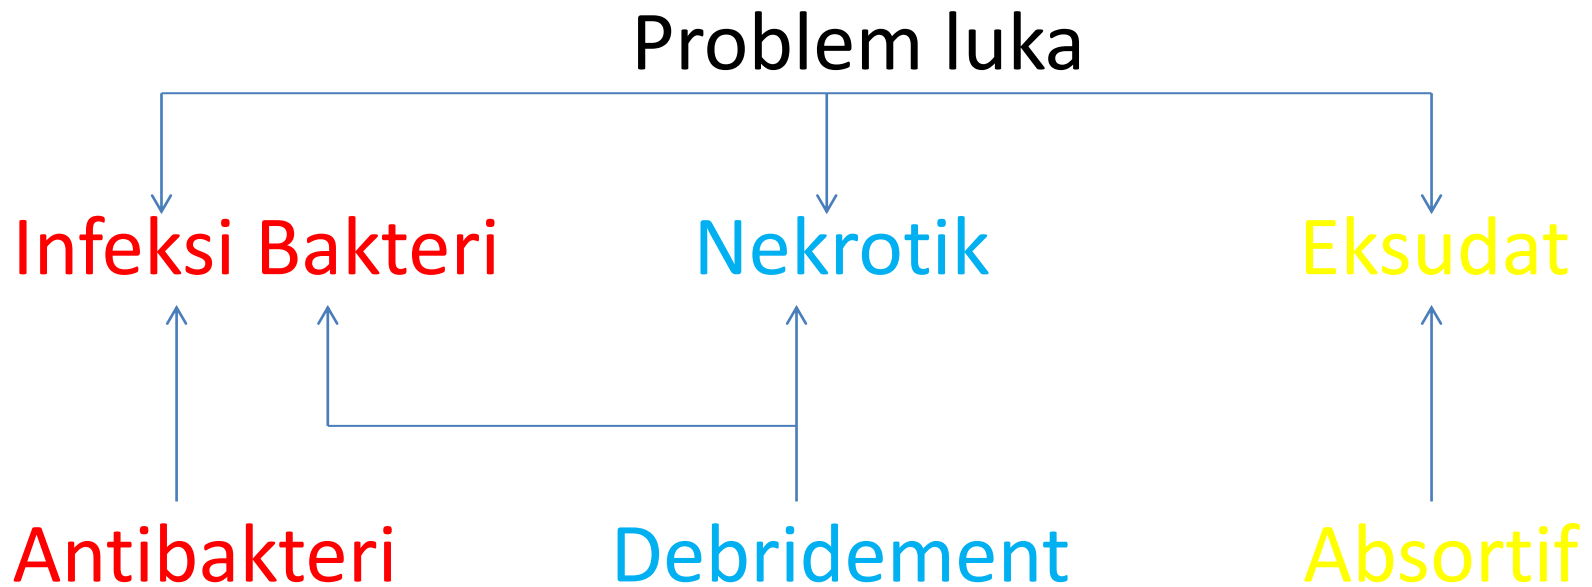 Problem luka
Infeksi Bakteri
Nekrotik
Eksudat
Antibakteri
Debridement
Absortif